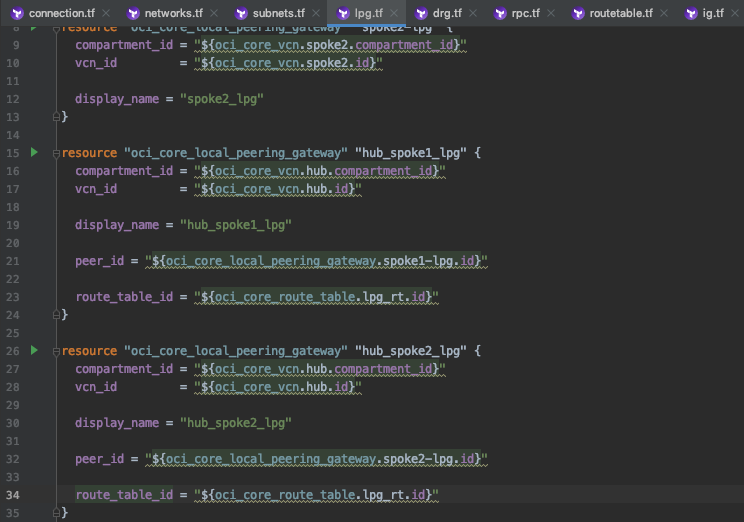 connection.tf networks.tf subnets.tf lpg.tf drg.tf rpc.tf routetable.tf ig.tf
8 resource "oci_core_local_peering_gateway" "spoke2-lpg" {
9 compartment_id = "${oci_core_vcn.spoke2.compartment_id}"
10 vcn_id = "${oci_core_vcn.spoke2.id}"
11
12 display_name = "spoke2_lpg"
13 }
14
15 resource "oci_core_local_peering_gateway" "hub_spoke1_lpg" {
16 compartment_id = "${oci_core_vcn.hub.compartment_id}"
17 vcn_id = "${oci_core_vcn.hub.id}"
18
19 display_name = "hub_spoke1_lpg"
20
21 peer_id = "${oci_core_local_peering_gateway.spoke1-lpg.id}"
22
23 route_table_id = "${oci_core_route_table.lpg_rt.id}"
24 }
25
26 resource "oci_core_local_peering_gateway" "hub_spoke2_lpg" {
27 compartment_id = "${oci_core_vcn.hub.compartment_id}"
28 vcn_id = "${oci_core_vcn.hub.id}"
29
30 display_name = "hub_spoke2_lpg"
31
32 peer_id = "${oci_core_local_peering_gateway.spoke2-lpg.id}"
33
34 route_table_id = "${oci_core_route_table.lpg_rt.id}"
35 }